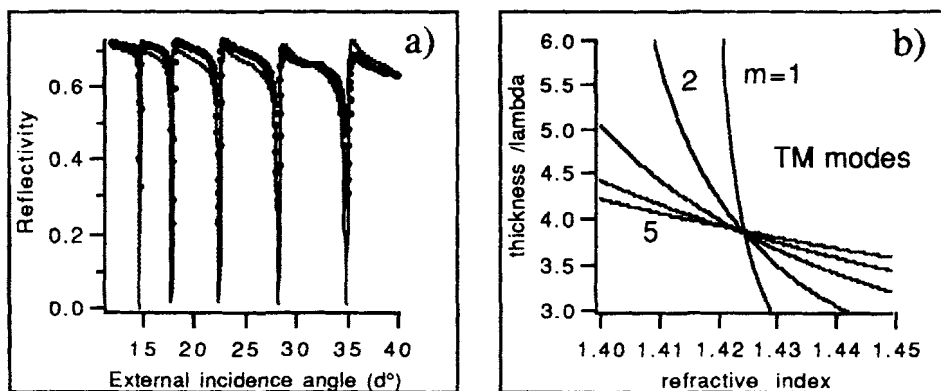 a)
Reflectivity
0.6
0.4
0.2
0.0
15 20 25 30 35 40
External incidence angle (d°)
b)
thickness /lambda
6.0
5.5
5.0
4.5
4.0
3.5
3.0
2 m=1
TM modes
5
1.40 1.41 1.42 1.43 1.44 1.45
refractive index